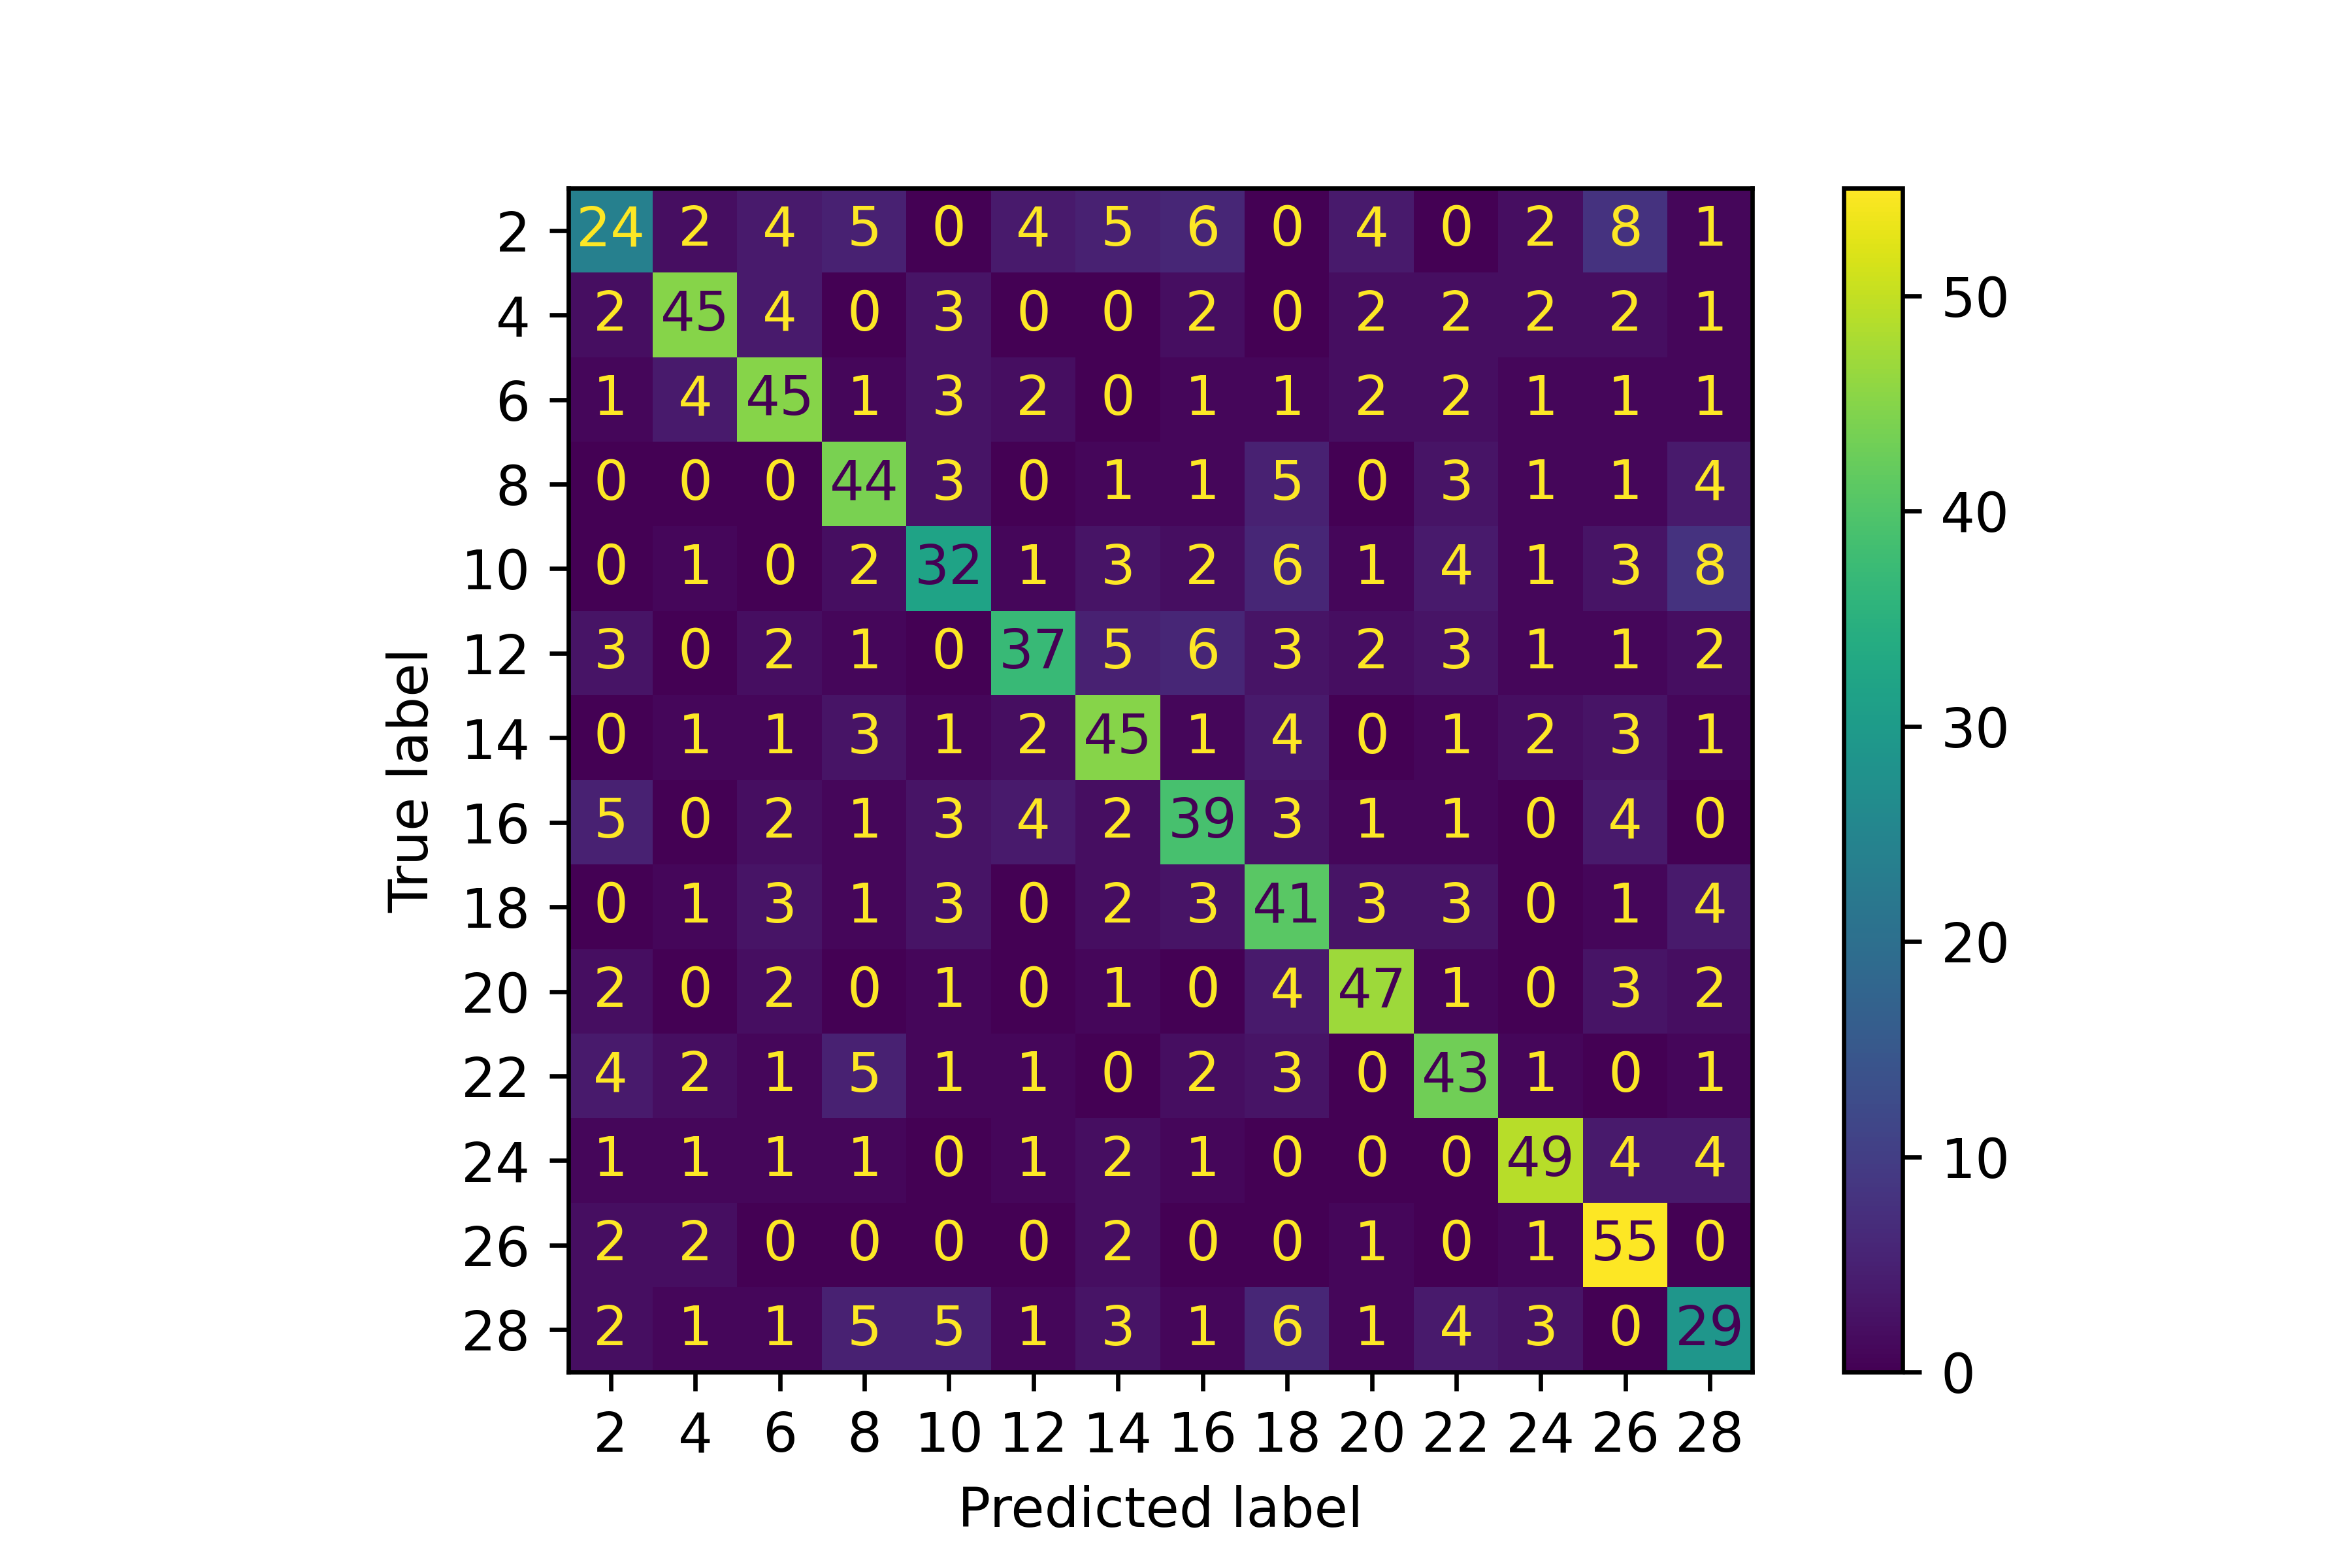 2 24 2 4 5 0 4 5 6 0 4 0 2 8 1
4 2 45 4 0 3 0 0 2 0 2 2 2 2 1
6 1 4 45 1 3 2 0 1 1 2 2 1 1 1
8 0 0 0 44 3 0 1 1 5 0 3 1 1 4
10 0 1 0 2 32 1 3 2 6 1 4 1 3 8
12 3 0 2 1 0 37 5 6 3 2 3 1 1 2
14 0 1 1 3 1 2 45 1 4 0 1 2 3 1
16 5 0 2 1 3 4 2 39 3 1 1 0 4 0
18 0 1 3 1 3 0 2 3 41 3 3 0 1 4
20 2 0 2 0 1 0 1 0 4 47 1 0 3 2
22 4 2 1 5 1 1 0 2 3 0 43 1 0 1
24 1 1 1 1 0 1 2 1 0 0 0 49 4 4
26 2 2 0 0 0 0 2 0 0 1 0 1 55 0
28 2 1 1 5 5 1 3 1 6 1 4 3 0 29
2 4 6 8 10 12 14 16 18 20 22 24 26 28
Predicted label
True label
50
40
30
20
10
0